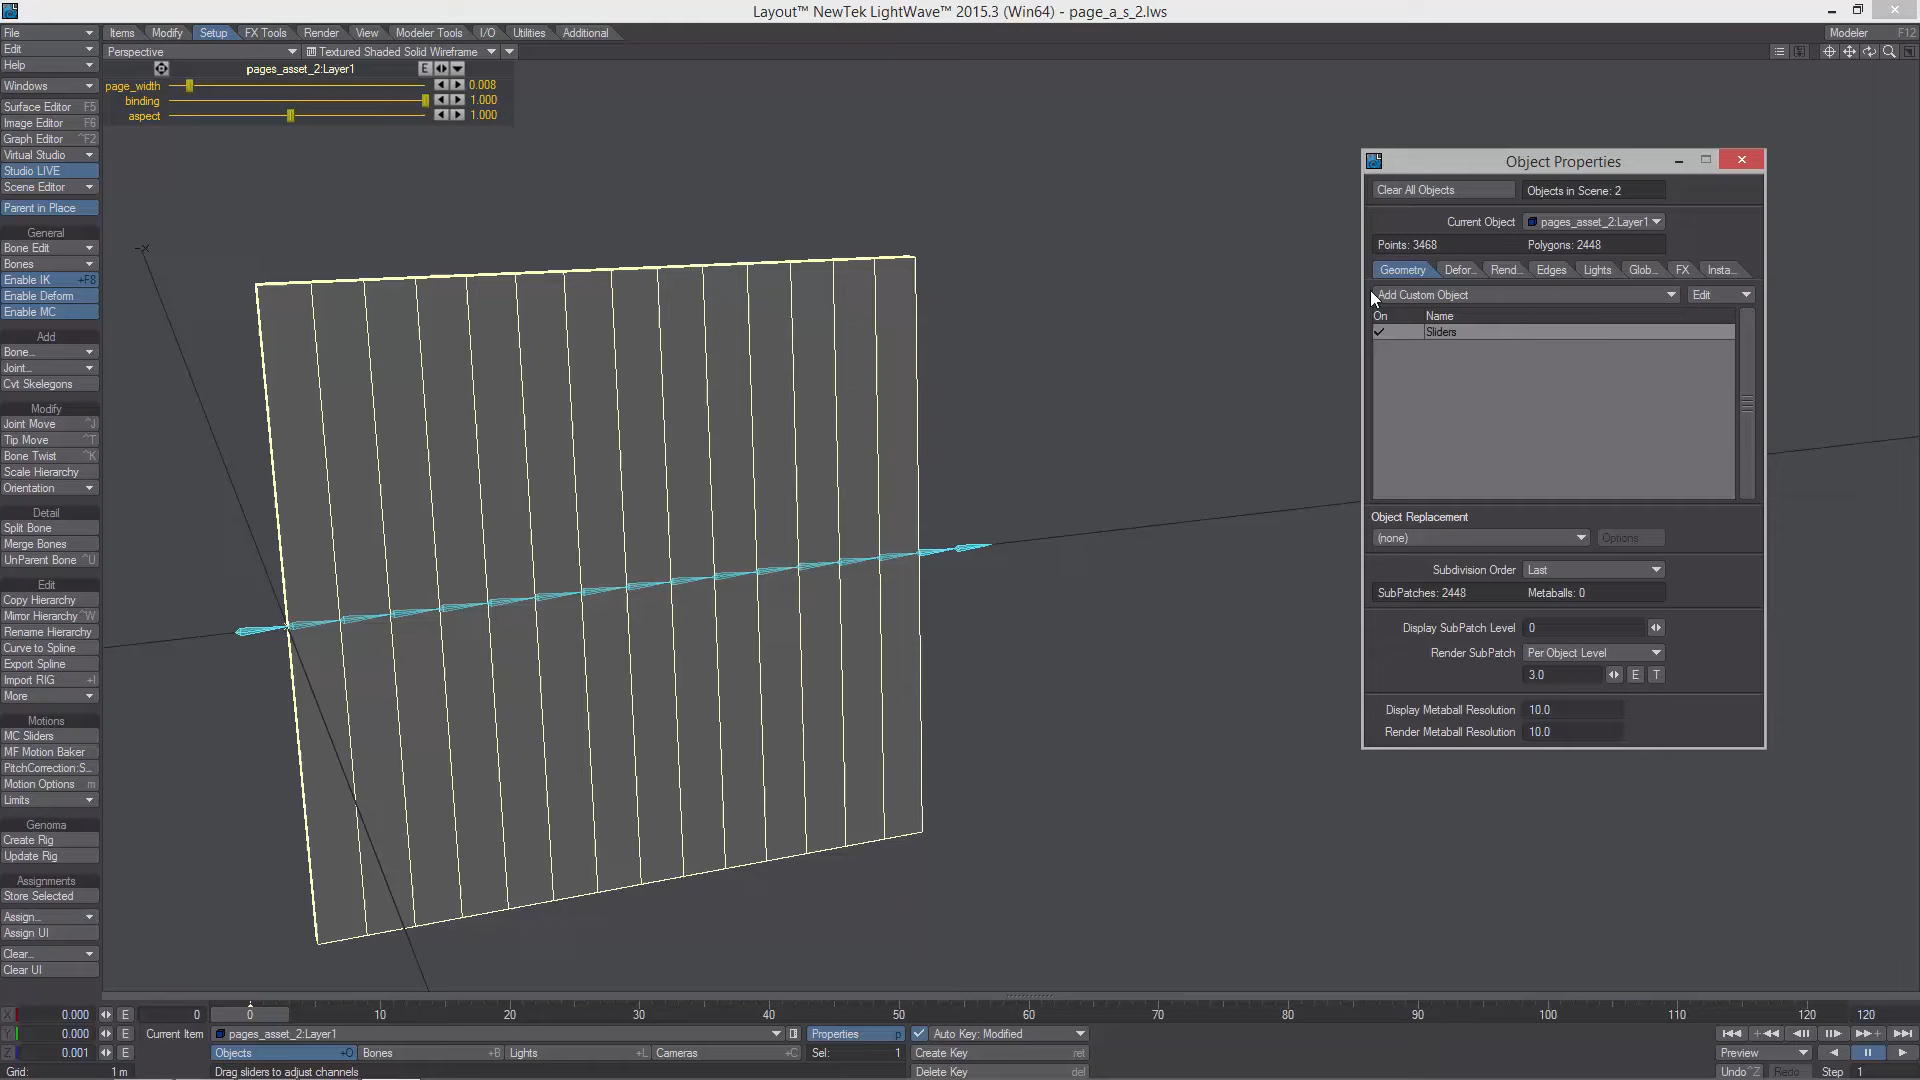 Layout™ NewTek LightWave™ 2015.3 (Win64) - page_a_s_2.lws
File
Items
Modify
Setup
FX Tools
Render
View
Modeler Tools
I/O
Utilities
Additional
Modeler F12
Edit
Perspective
Textured Shaded Solid Wireframe
Help
pages_asset_2:Layer1
E
Windows
page_width 0.008
binding 1.000
aspect 1.000
Surface Editor F5
Image Editor F6
Graph Editor ^F2
Virtual Studio
Studio LIVE
Scene Editor
Parent in Place
General
Bone Edit
Bones
Enable IK +F8
Enable Deform
Enable MC
Add
Bone...
Joint...
Cvt Skelegons
Modify
Joint Move ^J
Tip Move ^T
Bone Twist ^K
Scale Hierarchy
Orientation
Detail
Split Bone
Merge Bones
UnParent Bone ^U
Edit
Copy Hierarchy
Mirror Hierarchy ^W
Rename Hierarchy
Curve to Spline
Export Spline
Import RIG +I
More
Motions
MC Sliders
MF Motion Baker
PitchCorrection:S...
Motion Options m
Limits
Genoma
Create Rig
Update Rig
Assignments
Store Selected
Assign...
Assign UI
Clear...
Clear UI
-X
Object Properties
Clear All Objects
Objects in Scene: 2
Current Object pages_asset_2:Layer1
Points: 3468
Polygons: 2448
Geometry
Defor...
Rend...
Edges
Lights
Glob...
FX
Insta...
Add Custom Object
Edit
On Name
Sliders
Object Replacement
(none)
Options
Subdivision Order Last
SubPatches: 2448
Metaballs: 0
Display SubPatch Level 0
Render SubPatch Per Object Level
3.0 E T
Display Metaball Resolution 10.0
Render Metaball Resolution 10.0
X 0.000 E 0
0 10 20 30 40 50 60 70 80 90 100 110 120 120
Y 0.000 E Current Item pages_asset_2:Layer1 Properties p Auto Key: Modified
Z 0.001 E Objects +O Bones +B Lights +L Cameras +C Sel: 1 Create Key ret Preview
Grid: 1 m Drag sliders to adjust channels Delete Key del Undo ^Z Redo Step 1